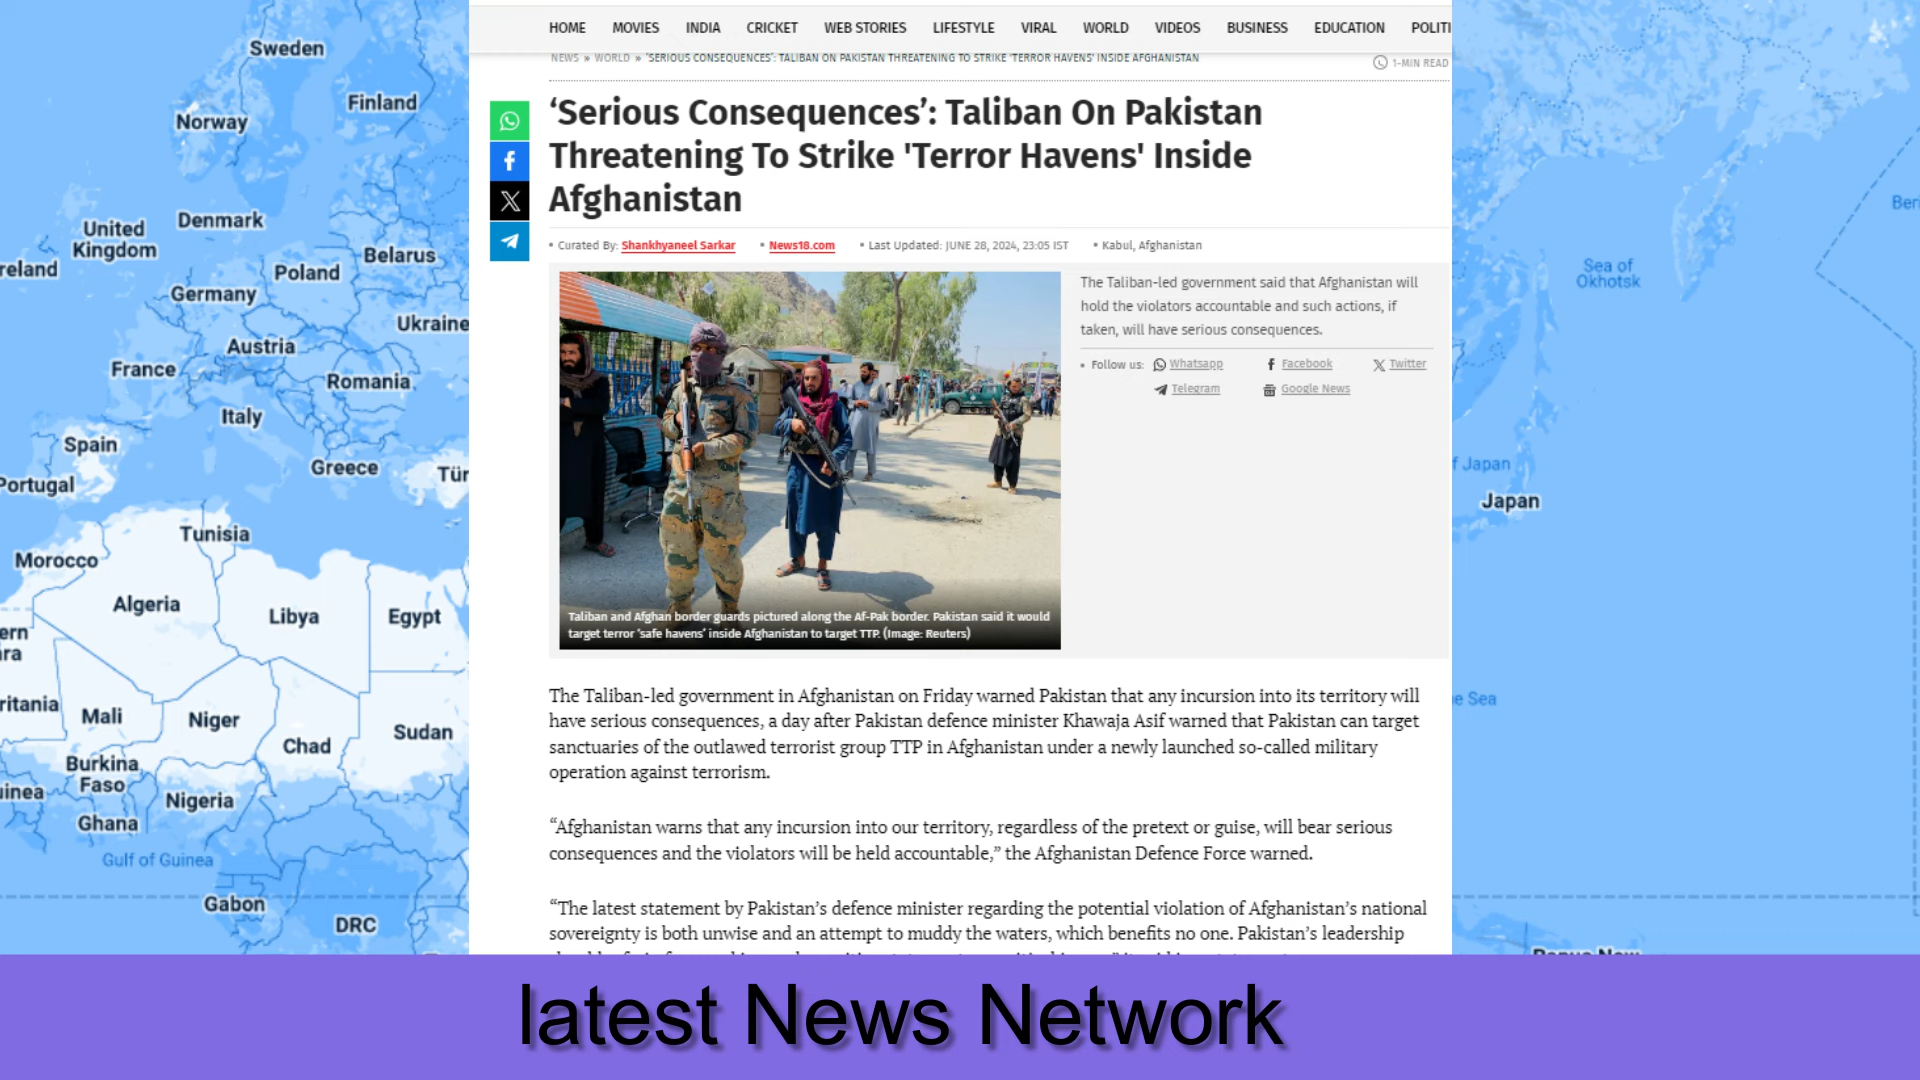 HOME MOVIES INDIA CRICKET WEB STORIES LIFESTYLE VIRAL WORLD VIDEOS BUSINESS EDUCATION POLITI
NEWS » WORLD » 'SERIOUS CONSEQUENCES': TALIBAN ON PAKISTAN THREATENING TO STRIKE 'TERROR HAVENS' INSIDE AFGHANISTAN
1-MIN READ
‘Serious Consequences’: Taliban On Pakistan
Threatening To Strike 'Terror Havens' Inside
Afghanistan
• Curated By: Shankhyaneel Sarkar • News18.com • Last Updated: JUNE 28, 2024, 23:05 IST • Kabul, Afghanistan
The Taliban-led government said that Afghanistan will
hold the violators accountable and such actions, if
taken, will have serious consequences.
• Follow us: Whatsapp Facebook Twitter
Telegram Google News
Taliban and Afghan border guards pictured along the Af-Pak border. Pakistan said it would
target terror 'safe havens' inside Afghanistan to target TTP. (Image: Reuters)
The Taliban-led government in Afghanistan on Friday warned Pakistan that any incursion into its territory will
have serious consequences, a day after Pakistan defence minister Khawaja Asif warned that Pakistan can target
sanctuaries of the outlawed terrorist group TTP in Afghanistan under a newly launched so-called military
operation against terrorism.
“Afghanistan warns that any incursion into our territory, regardless of the pretext or guise, will bear serious
consequences and the violators will be held accountable,” the Afghanistan Defence Force warned.
“The latest statement by Pakistan’s defence minister regarding the potential violation of Afghanistan’s national
sovereignty is both unwise and an attempt to muddy the waters, which benefits no one. Pakistan’s leadership
Sweden
Finland
Norway
Denmark
United
Kingdom
Belarus
reland
Poland
Germany
Ukraine
Austria
France
Romania
Italy
Spain
Greece
Tür
Portugal
Tunisia
Morocco
Algeria
Libya
Egypt
ern
ra
ritania
Mali
Niger
Chad
Sudan
Burkina
Faso
uinea
Nigeria
Ghana
Gulf of Guinea
Gabon
DRC
Ber
Sea of
Okhotsk
f Japan
Japan
e Sea
latest News Network